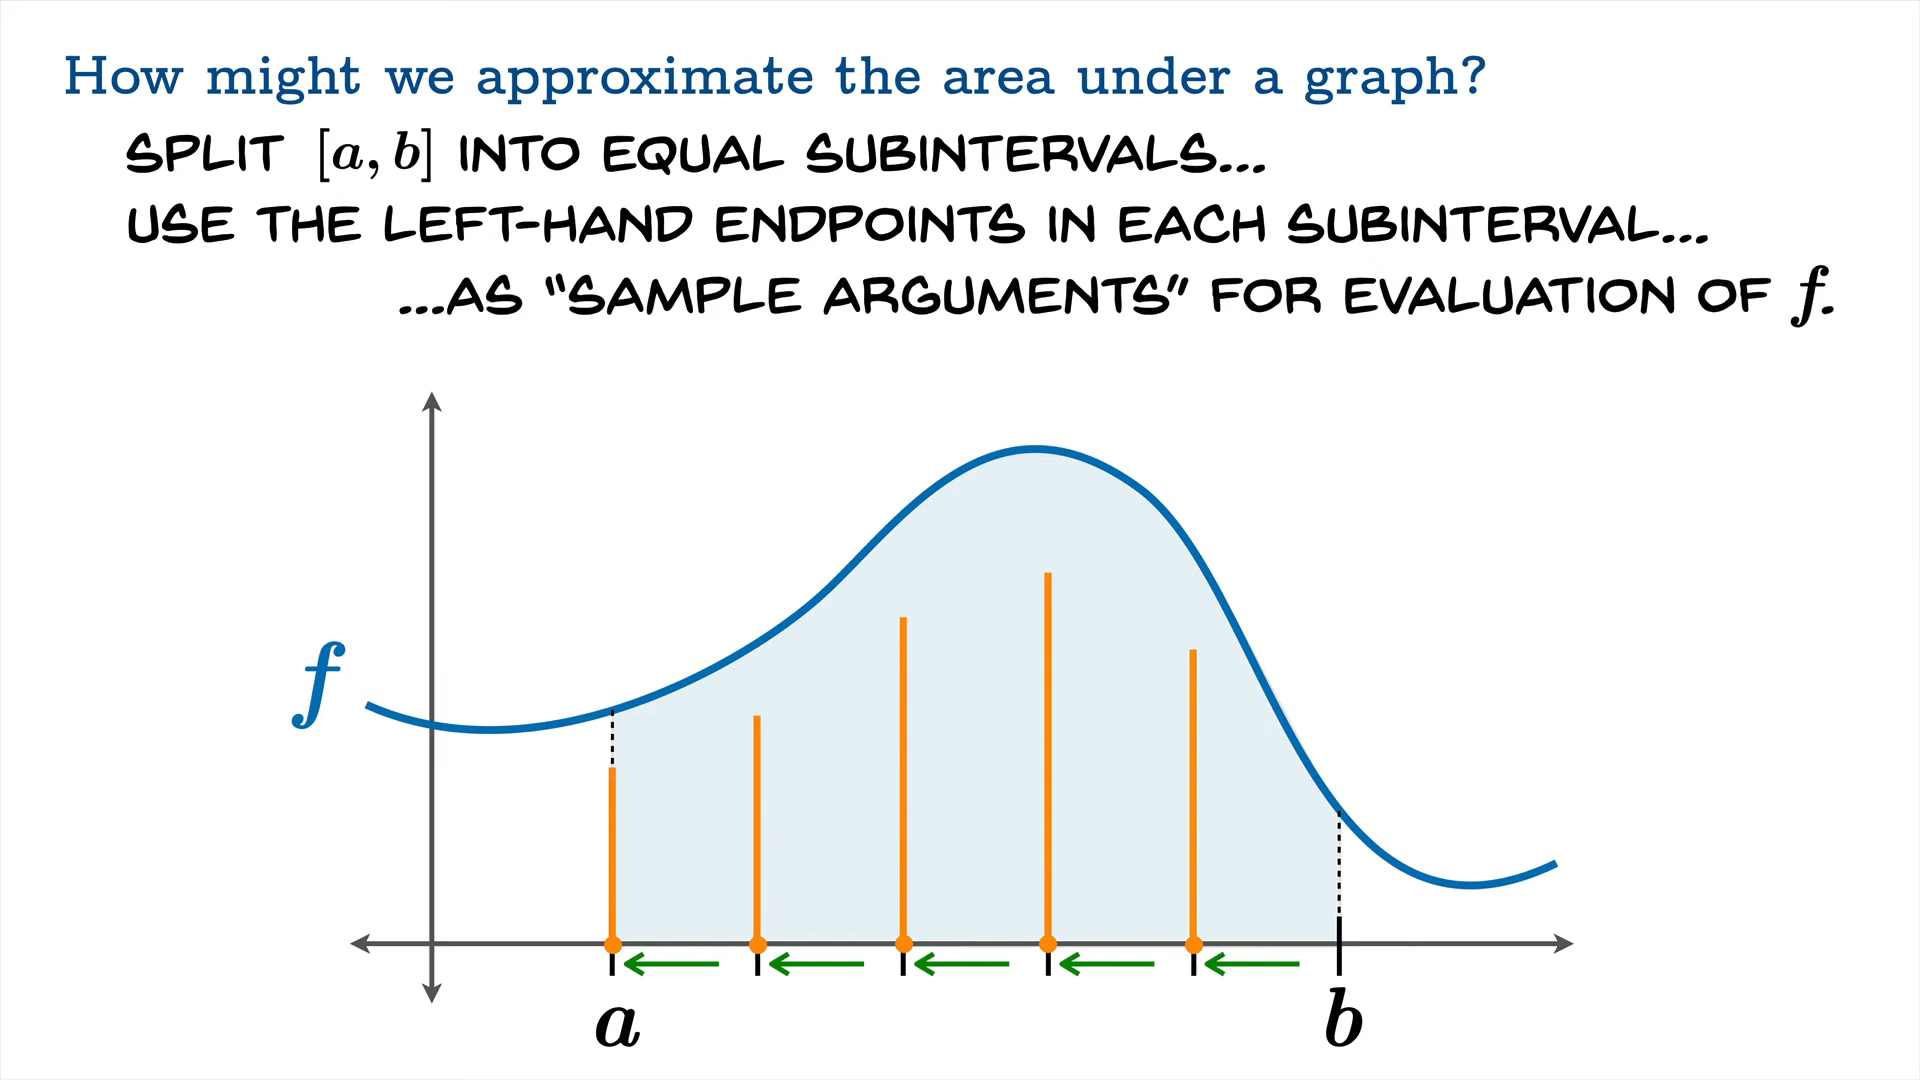 How might we approximate the area under a graph?
SPLIT [a, b] INTO EQUAL SUBINTERVALS...
USE THE LEFT-HAND ENDPOINTS IN EACH SUBINTERVAL...
...AS "SAMPLE ARGUMENTS" FOR EVALUATION OF f.
f
a
b